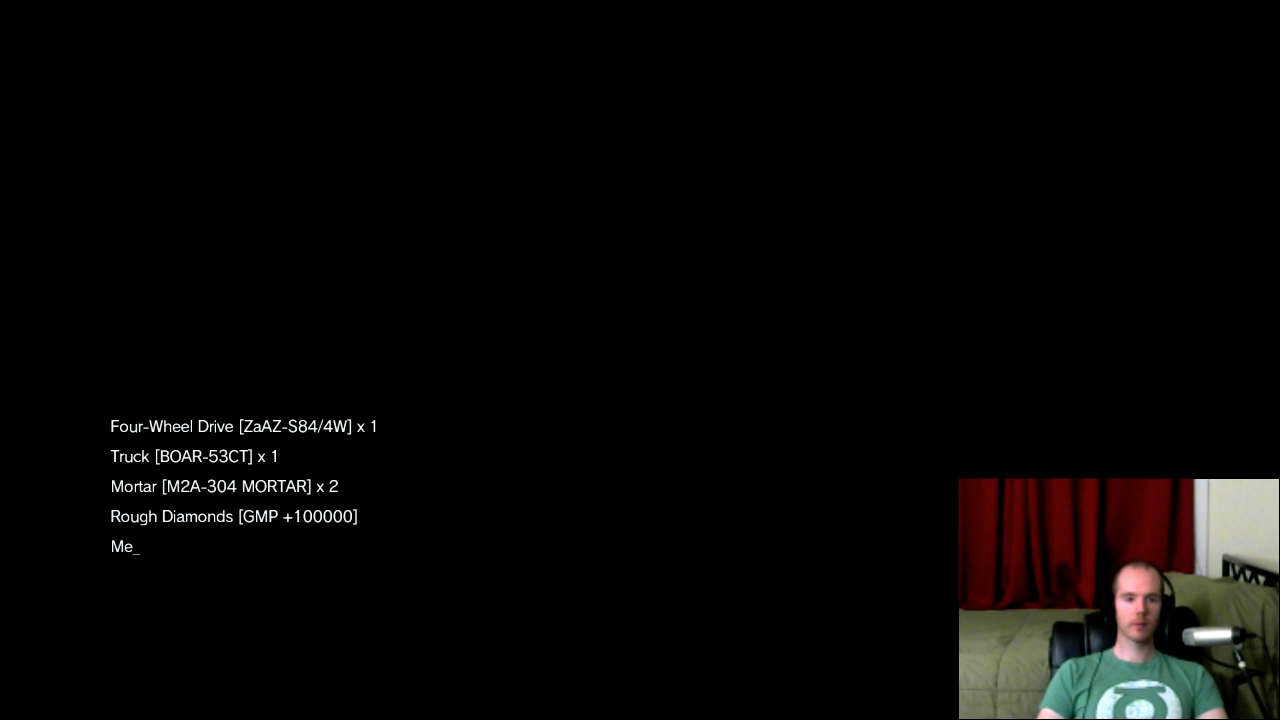 Four-Wheel Drive [ZaAZ-S84/4W] x 1
Truck [BOAR-53CT] x 1
Mortar [M2A-304 MORTAR] x 2
Rough Diamonds [GMP +100000]
Me_